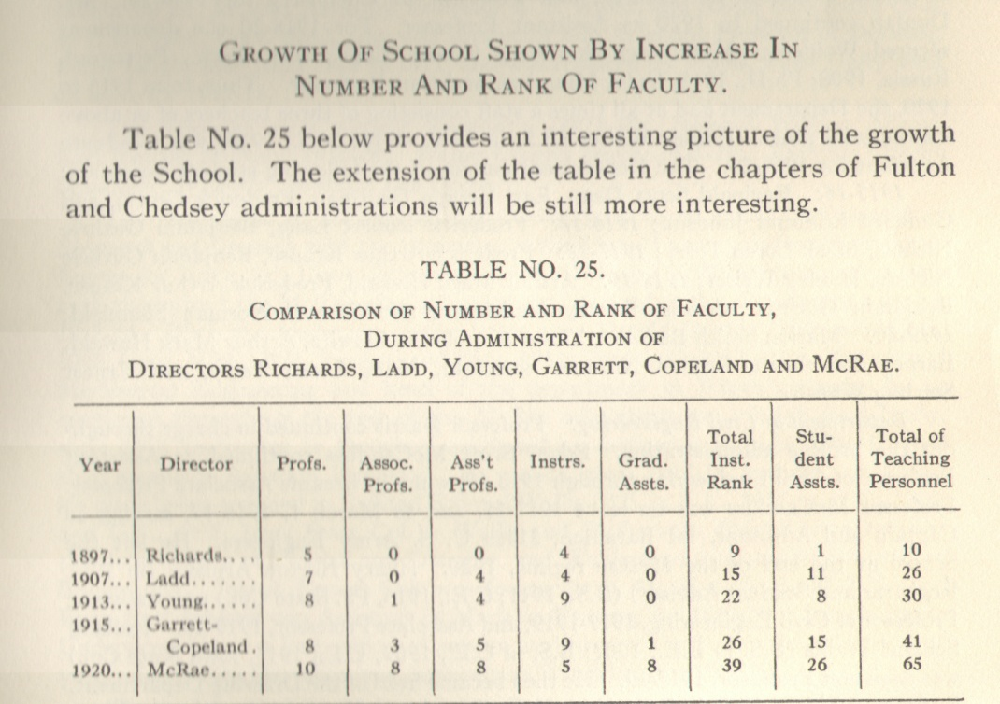 GROWTH OF SCHOOL SHOWN BY INCREASE IN
NUMBER AND RANK OF FACULTY.
Table No. 25 below provides an interesting picture of the growth
of the School. The extension of the table in the chapters of Fulton
and Chedsey administrations will be still more interesting.
TABLE NO. 25.
COMPARISON OF NUMBER AND RANK OF FACULTY,
DURING ADMINISTRATION OF
DIRECTORS RICHARDS, LADD, YOUNG, GARRETT, COPELAND AND MCRAE.
Year Director Profs. Assoc. Profs. Ass't Profs. Instrs. Grad. Assts. Total Inst. Rank Stu-dent Assts. Total of Teaching Personnel
1897... Richards.... 5 0 0 4 0 9 1 10
1907... Ladd....... 7 0 4 4 0 15 11 26
1913... Young...... 8 1 4 9 0 22 8 30
1915... Garrett-
Copeland. 8 3 5 9 1 26 15 41
1920... McRae..... 10 8 8 5 8 39 26 65